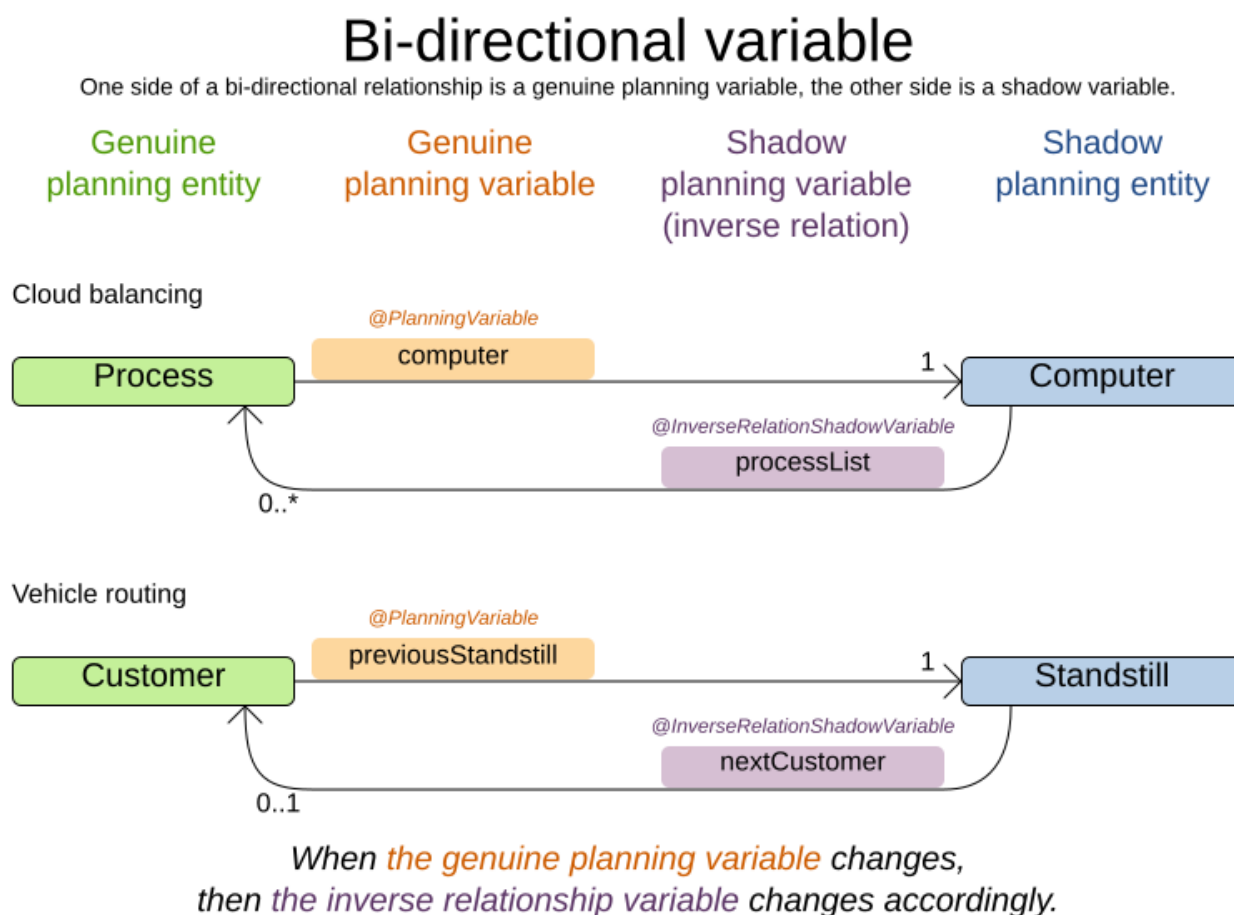 Bi-directional variable
One side of a bi-directional relationship is a genuine planning variable, the other side is a shadow variable.
Genuine
planning entity
Genuine
planning variable
Shadow
planning variable
(inverse relation)
Shadow
planning entity
Cloud balancing
@PlanningVariable
computer
Process
1
Computer
@InverseRelationShadowVariable
processList
0..*
Vehicle routing
@PlanningVariable
previousStandstill
Customer
1
Standstill
@InverseRelationShadowVariable
nextCustomer
0..1
When the genuine planning variable changes,
then the inverse relationship variable changes accordingly.